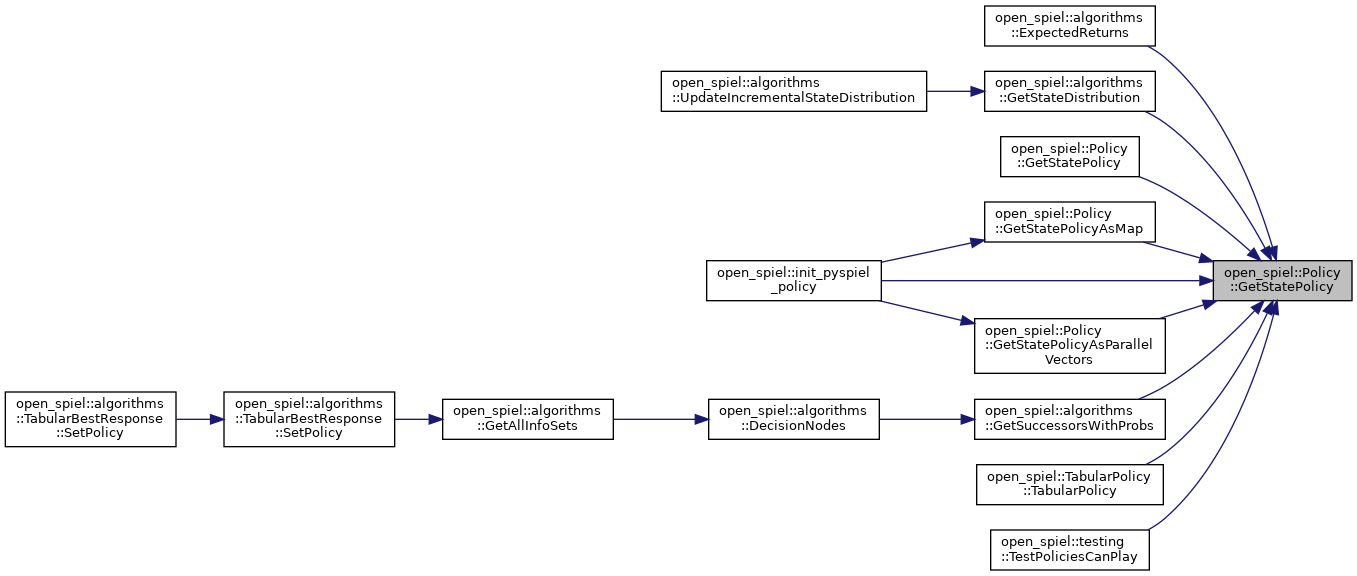 open_spiel::algorithms
::ExpectedReturns
open_spiel::algorithms
::UpdateIncrementalStateDistribution
open_spiel::algorithms
::GetStateDistribution
open_spiel::Policy
::GetStatePolicy
open_spiel::Policy
::GetStatePolicyAsMap
open_spiel::init_pyspiel
_policy
open_spiel::Policy
::GetStatePolicy
open_spiel::Policy
::GetStatePolicyAsParallel
Vectors
open_spiel::algorithms
::TabularBestResponse
::SetPolicy
open_spiel::algorithms
::TabularBestResponse
::SetPolicy
open_spiel::algorithms
::GetAllInfoSets
open_spiel::algorithms
::DecisionNodes
open_spiel::algorithms
::GetSuccessorsWithProbs
open_spiel::TabularPolicy
::TabularPolicy
open_spiel::testing
::TestPoliciesCanPlay